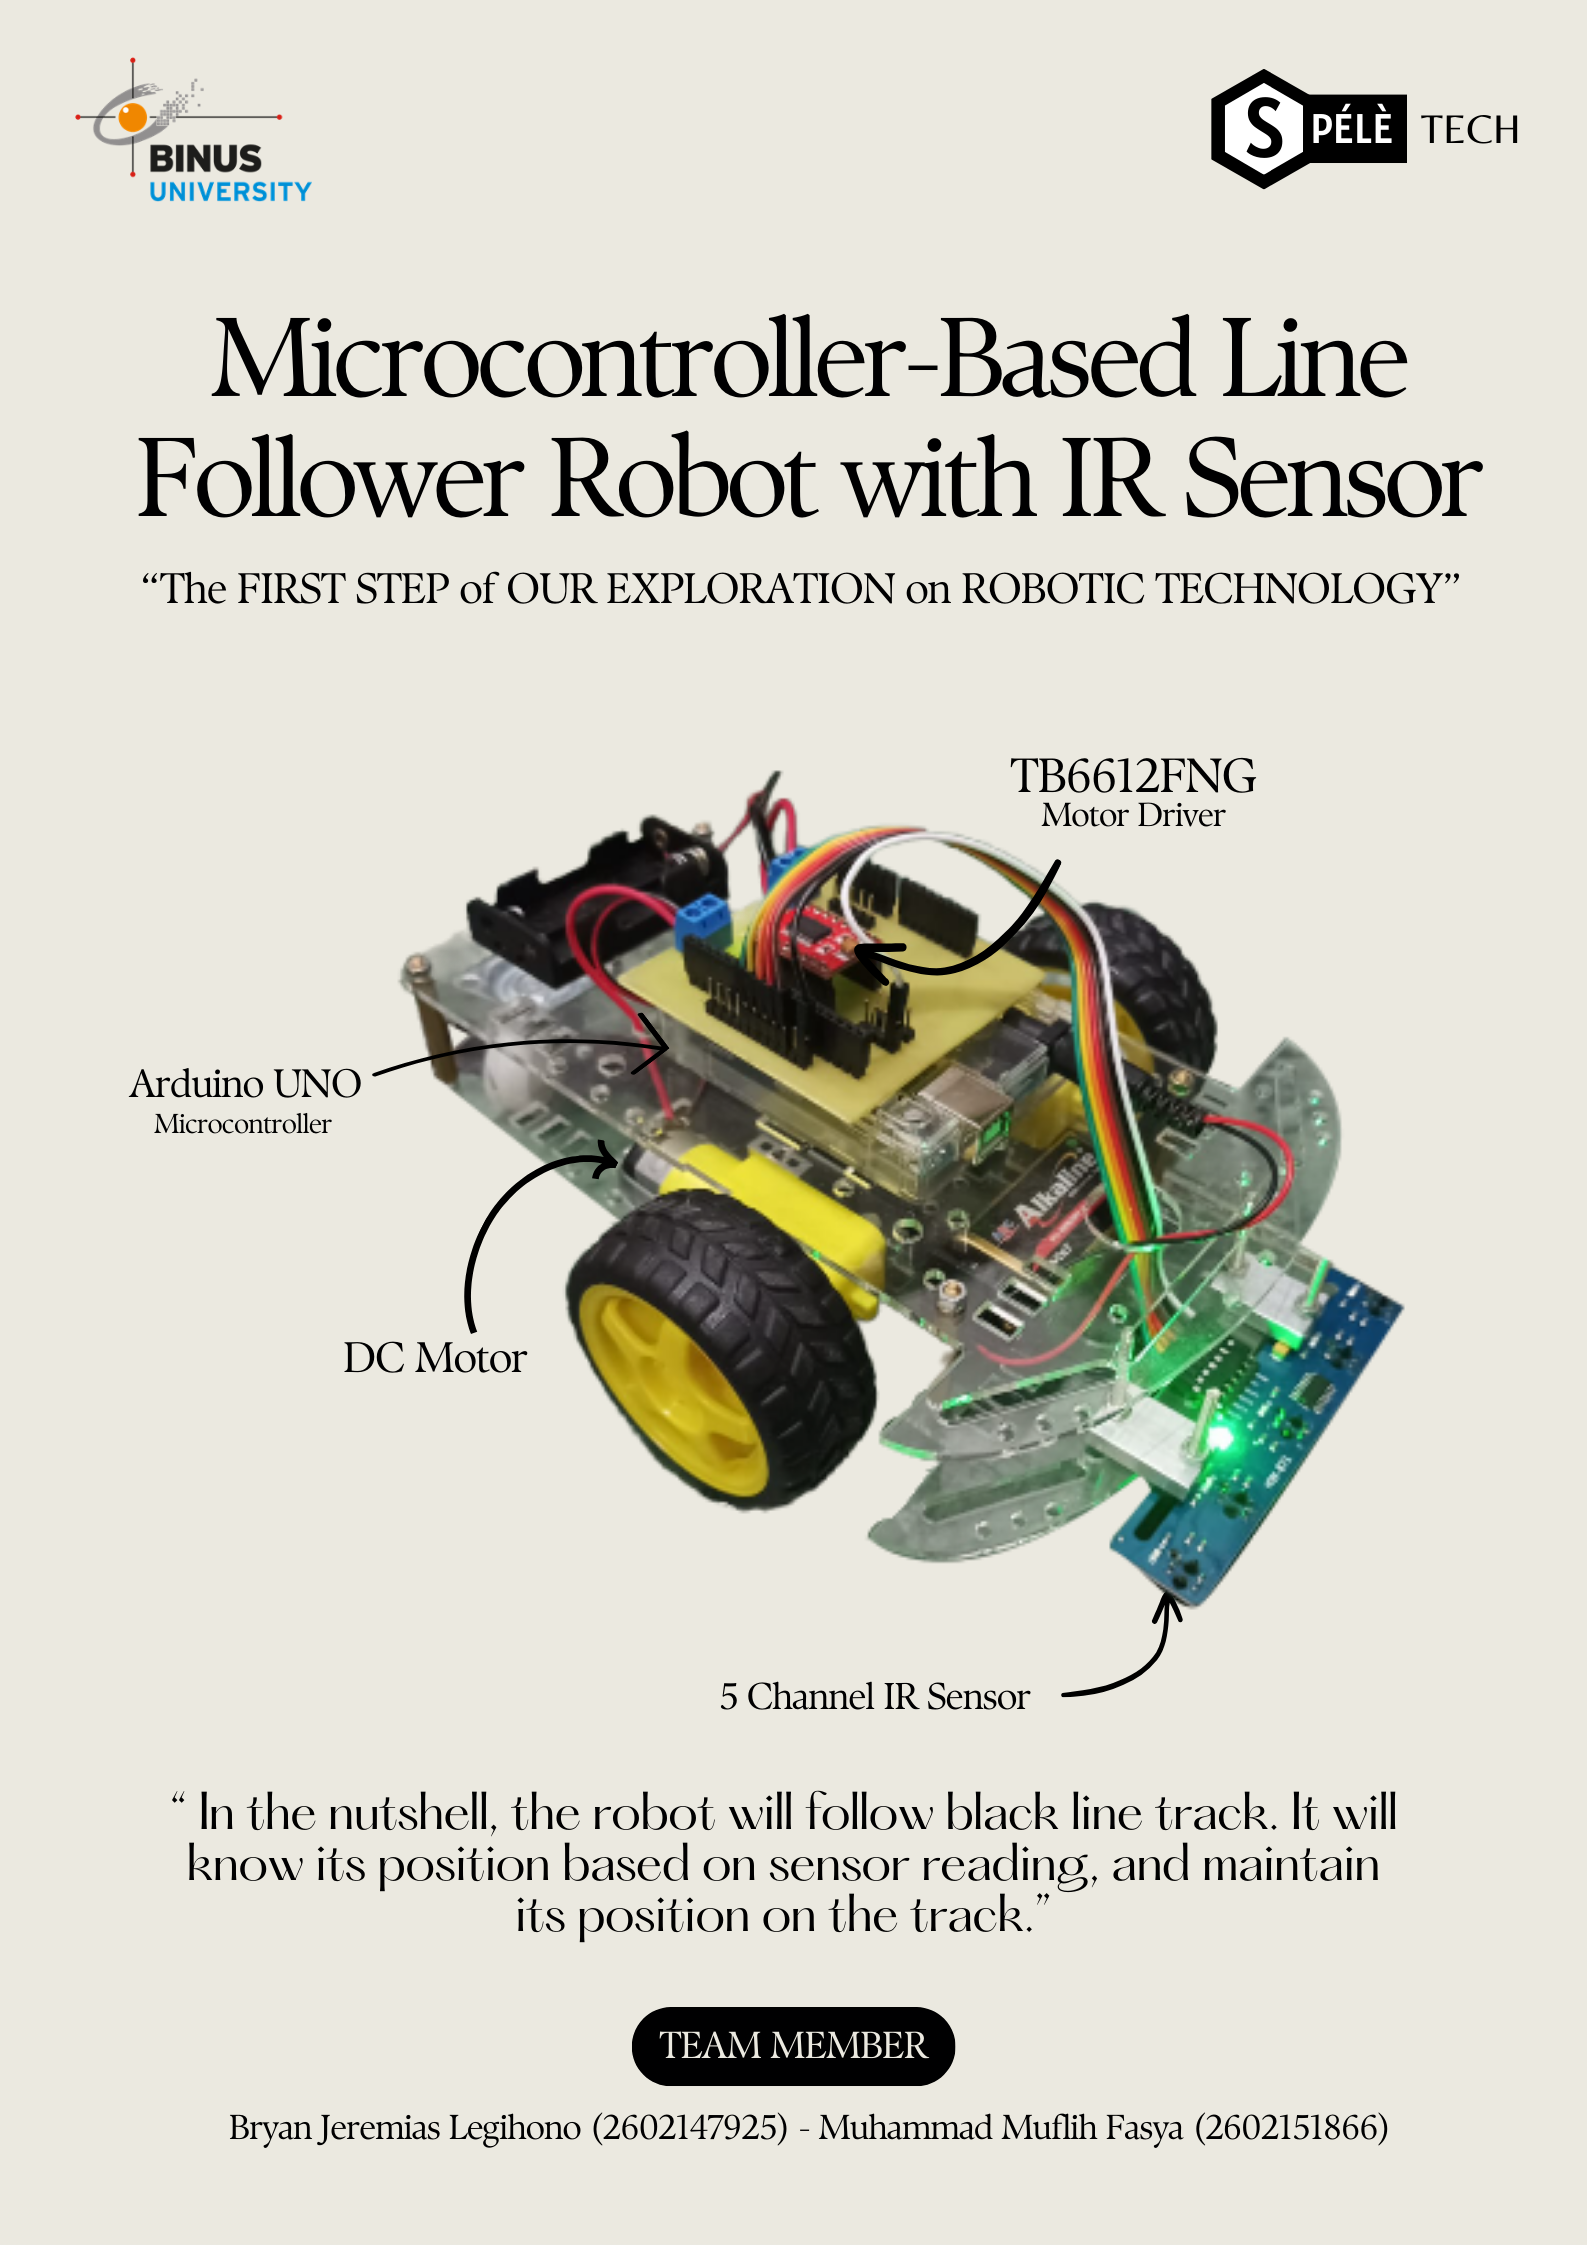 BINUS
UNIVERSITY
SPÉLÈ TECH
Microcontroller-Based Line
Follower Robot with IR Sensor
“The FIRST STEP of OUR EXPLORATION on ROBOTIC TECHNOLOGY”
TB6612FNG
Motor Driver
Arduino UNO
Microcontroller
Alkaline
DC Motor
5 Channel IR Sensor
“ In the nutshell, the robot will follow black line track. It will
know its position based on sensor reading, and maintain
its position on the track.”
TEAM MEMBER
Bryan Jeremias Legihono (2602147925) - Muhammad Muflih Fasya (2602151866)